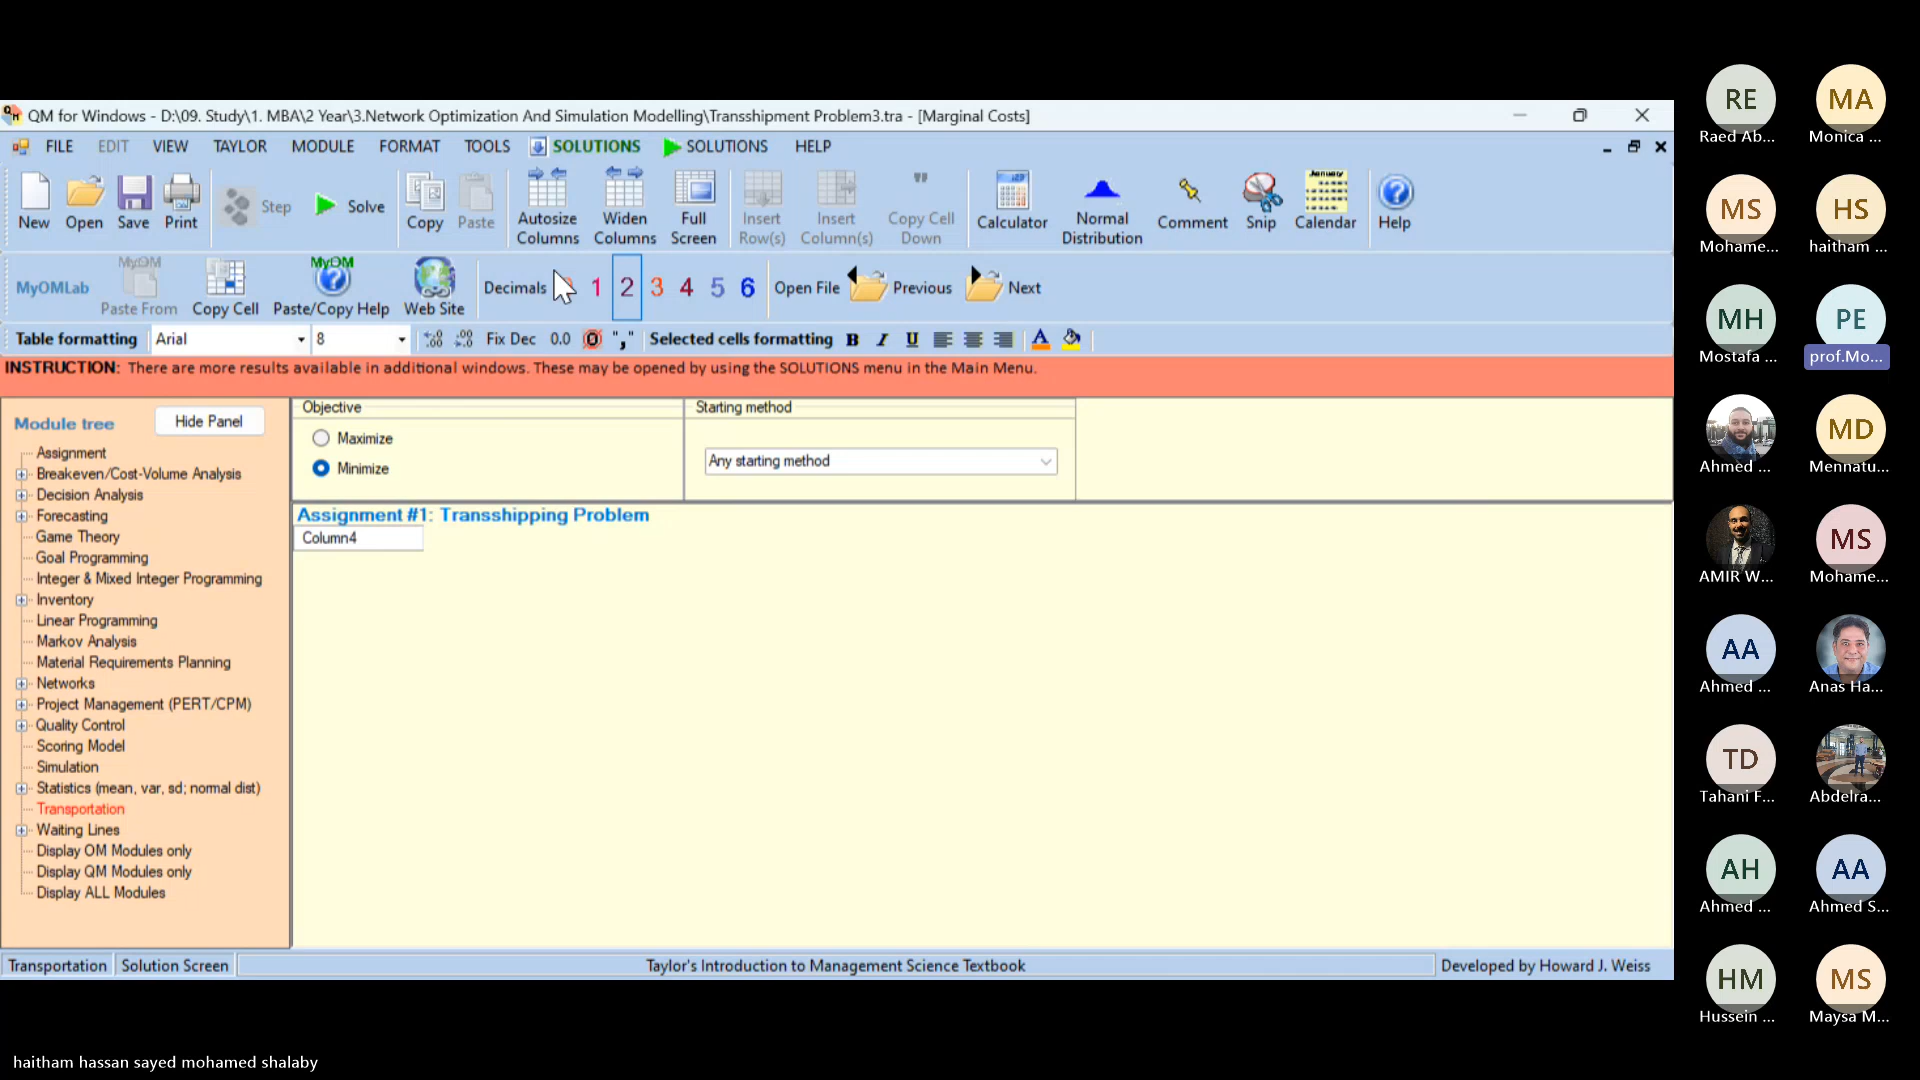 QM for Windows - D:\09. Study\1. MBA\2 Year\3.Network Optimization And Simulation Modelling\Transshipment Problem3.tra - [Marginal Costs]
FILE EDIT VIEW TAYLOR MODULE FORMAT TOOLS SOLUTIONS SOLUTIONS HELP
New Open Save Print Step Solve Copy Paste Autosize Columns Widen Columns Full Screen Insert Row(s) Insert Column(s) Copy Cell Down Calculator Normal Distribution Comment Snip January Calendar Help
MyOMLab MyOM Paste From Copy Cell MyOM Paste/Copy Help Web Site Decimals 1 2 3 4 5 6 Open File Previous Next
Table formatting Arial 8 Fix Dec 0.0 0 "," Selected cells formatting B I U A
INSTRUCTION: There are more results available in additional windows. These may be opened by using the SOLUTIONS menu in the Main Menu.
Module tree
Hide Panel
Assignment
Breakeven/Cost-Volume Analysis
Decision Analysis
Forecasting
Game Theory
Goal Programming
Integer & Mixed Integer Programming
Inventory
Linear Programming
Markov Analysis
Material Requirements Planning
Networks
Project Management (PERT/CPM)
Quality Control
Scoring Model
Simulation
Statistics (mean, var, sd; normal dist)
Transportation
Waiting Lines
Display OM Modules only
Display QM Modules only
Display ALL Modules
Objective
Maximize
Minimize
Starting method
Any starting method
Assignment #1: Transshipping Problem
Column4
Transportation Solution Screen Taylor's Introduction to Management Science Textbook Developed by Howard J. Weiss
RE MA
Raed Ab... Monica ...
MS HS
Mohame... haitham ...
MH PE
Mostafa ... prof.Mo...
MD
Ahmed ... Mennatu...
MS
AMIR W... Mohame...
AA
Ahmed ... Anas Ha...
TD
Tahani F... Abdelra...
AH AA
Ahmed ... Ahmed S...
HM MS
Hussein ... Maysa M...
haitham hassan sayed mohamed shalaby